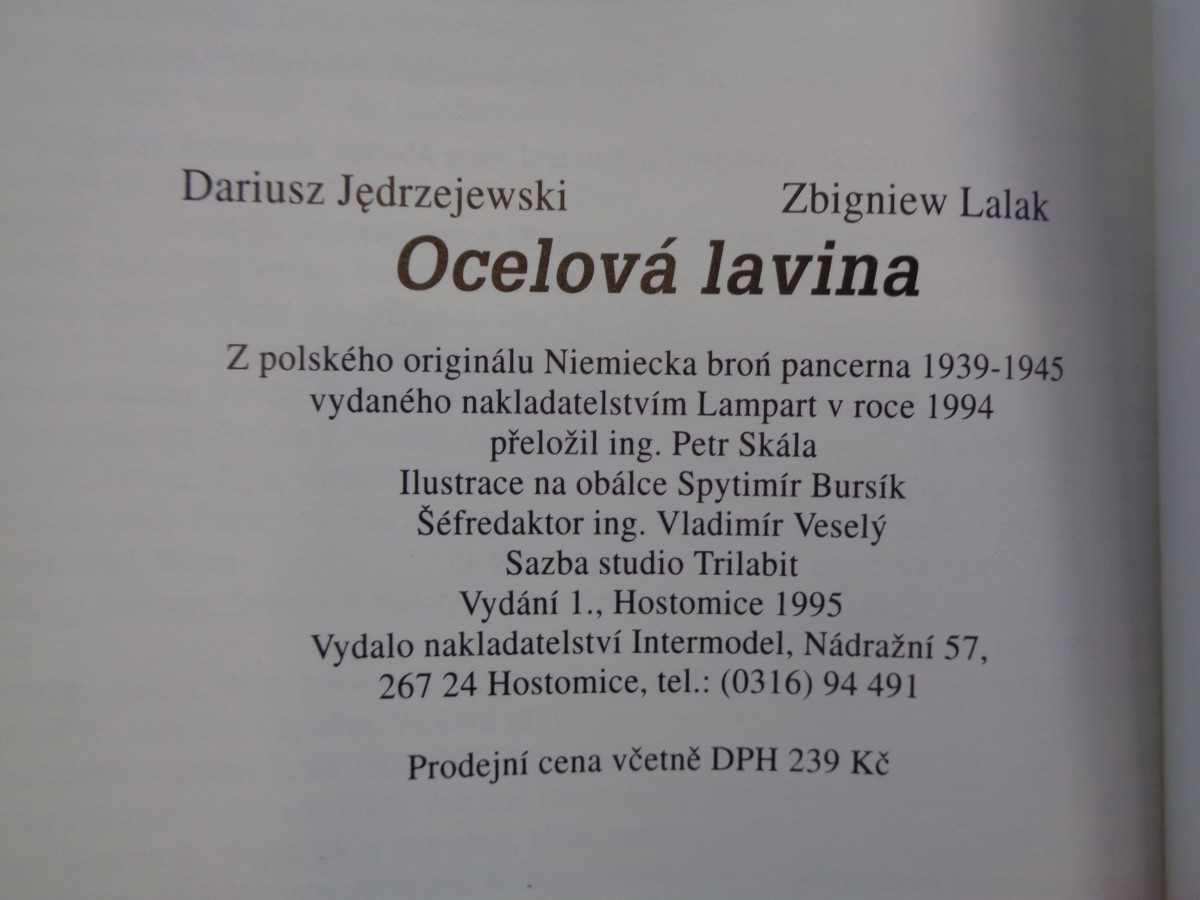 Dariusz Jędrzejewski Zbigniew Lalak
Ocelová lavina
Z polského originálu Niemiecka broń pancerna 1939-1945
vydaného nakladatelstvím Lampart v roce 1994
přeložil ing. Petr Skála
Ilustrace na obálce Spytimír Bursík
Šéfredaktor ing. Vladimír Veselý
Sazba studio Trilabit
Vydání 1., Hostomice 1995
Vydalo nakladatelství Intermodel, Nádražní 57,
267 24 Hostomice, tel.: (0316) 94 491
Prodejní cena včetně DPH 239 Kč